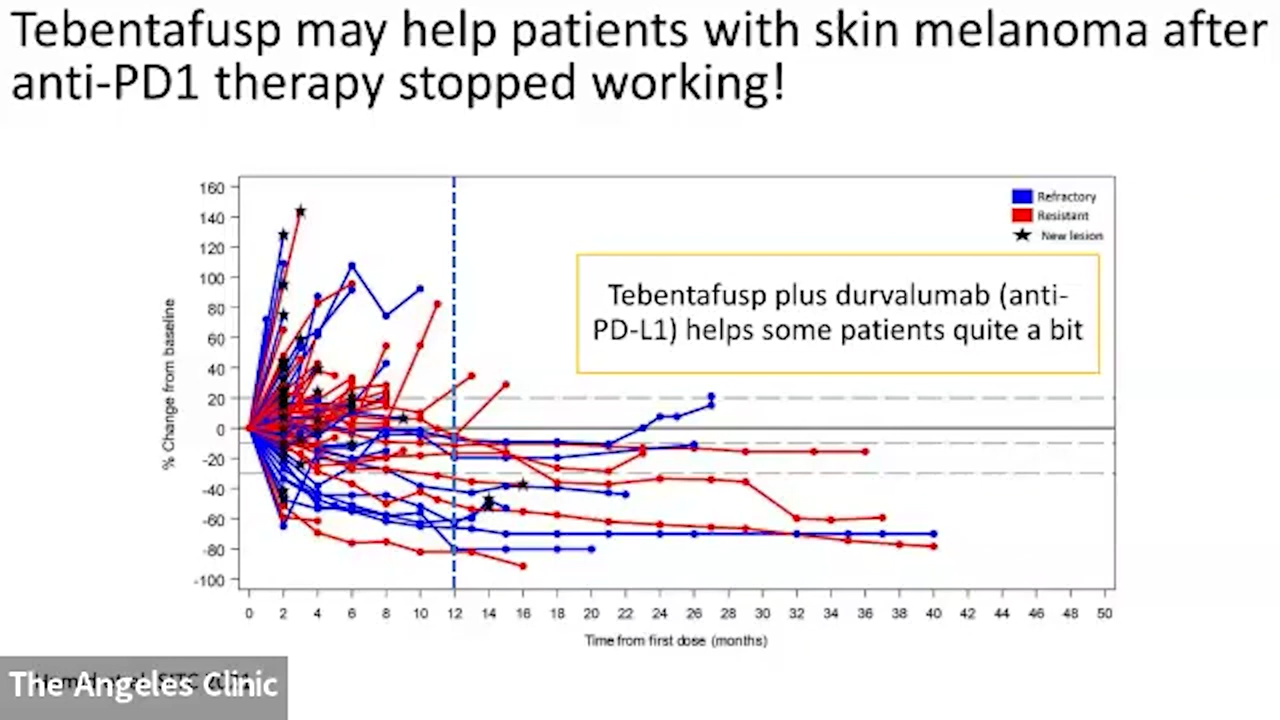 Tebentafusp may help patients with skin melanoma after
anti-PD1 therapy stopped working!
160
140
120
100
80
60
40
20
0
-20
-40
-60
-80
-100
% Change from baseline
Refractory
Resistant
New lesion
Tebentafusp plus durvalumab (anti-
PD-L1) helps some patients quite a bit
0 2 4 6 8 10 12 14 16 18 20 22 24 26 28 30 32 34 36 38 40 42 44 46 48 50
Time from first dose (months)
The Angeles Clinic